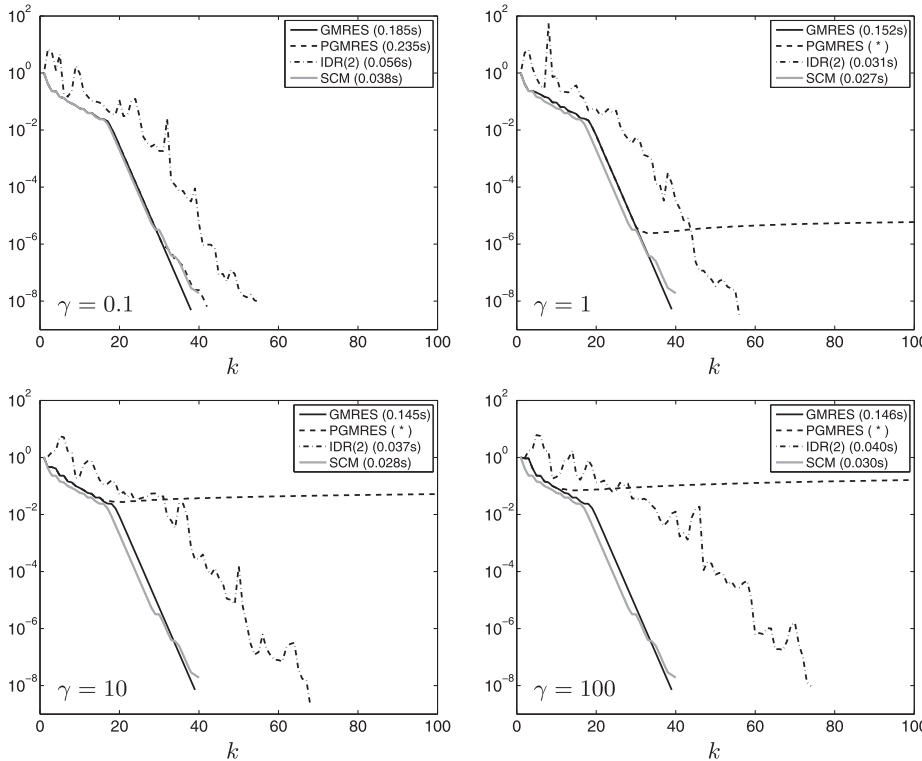 10^2
10^0
10^-2
10^-4
10^-6
10^-8
0 20 40 60 80 100
k
γ = 0.1
GMRES (0.185s)
PGMRES (0.235s)
IDR(2) (0.056s)
SCM (0.038s)
10^2
10^0
10^-2
10^-4
10^-6
10^-8
0 20 40 60 80 100
k
γ = 1
GMRES (0.152s)
PGMRES ( * )
IDR(2) (0.031s)
SCM (0.027s)
10^2
10^0
10^-2
10^-4
10^-6
10^-8
0 20 40 60 80 100
k
γ = 10
GMRES (0.145s)
PGMRES ( * )
IDR(2) (0.037s)
SCM (0.028s)
10^2
10^0
10^-2
10^-4
10^-6
10^-8
0 20 40 60 80 100
k
γ = 100
GMRES (0.146s)
PGMRES ( * )
IDR(2) (0.040s)
SCM (0.030s)